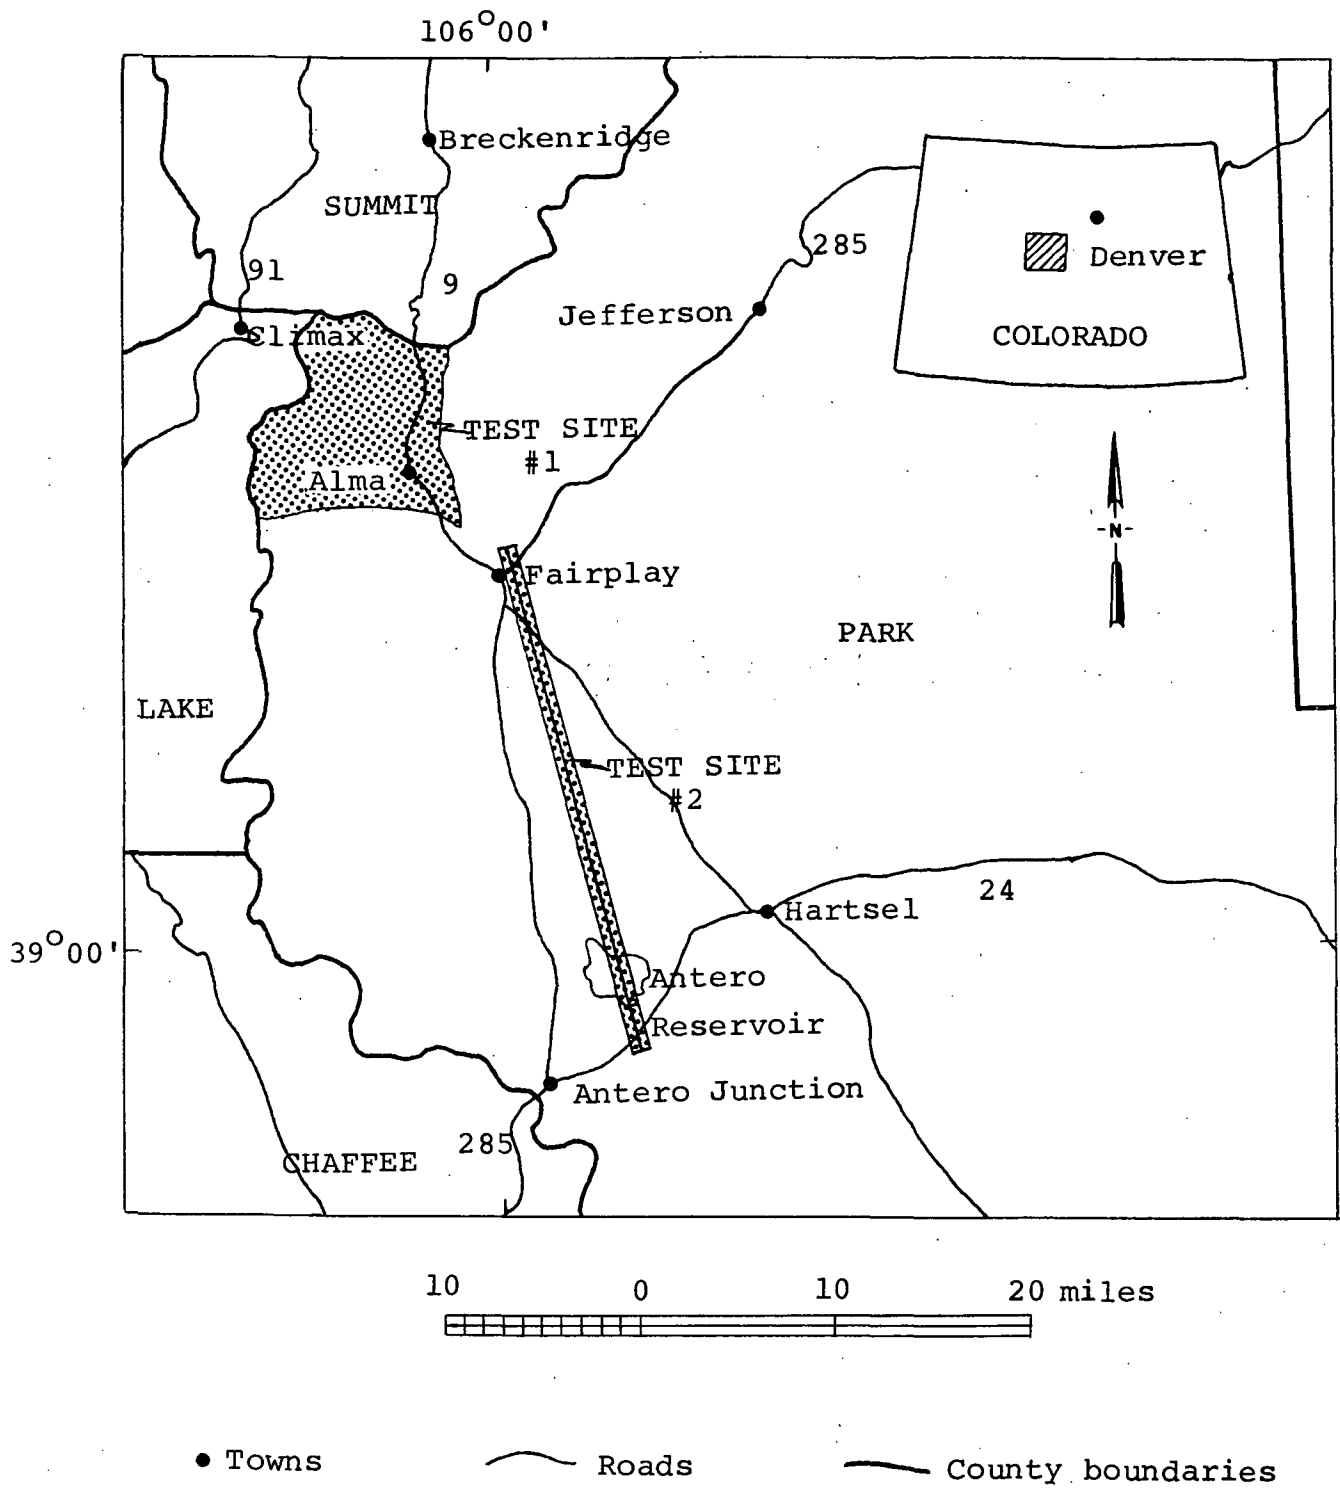 106°00'
Breckenridge
SUMMIT
91
9
285
Denver
COLORADO
Jefferson
Climax
TEST SITE
#1
Alma
-N-
Fairplay
PARK
LAKE
TEST SITE
#2
24
Hartsel
39°00'
Antero
Reservoir
Antero Junction
285
CHAFFEE
10 0 10 20 miles
Towns Roads County boundaries